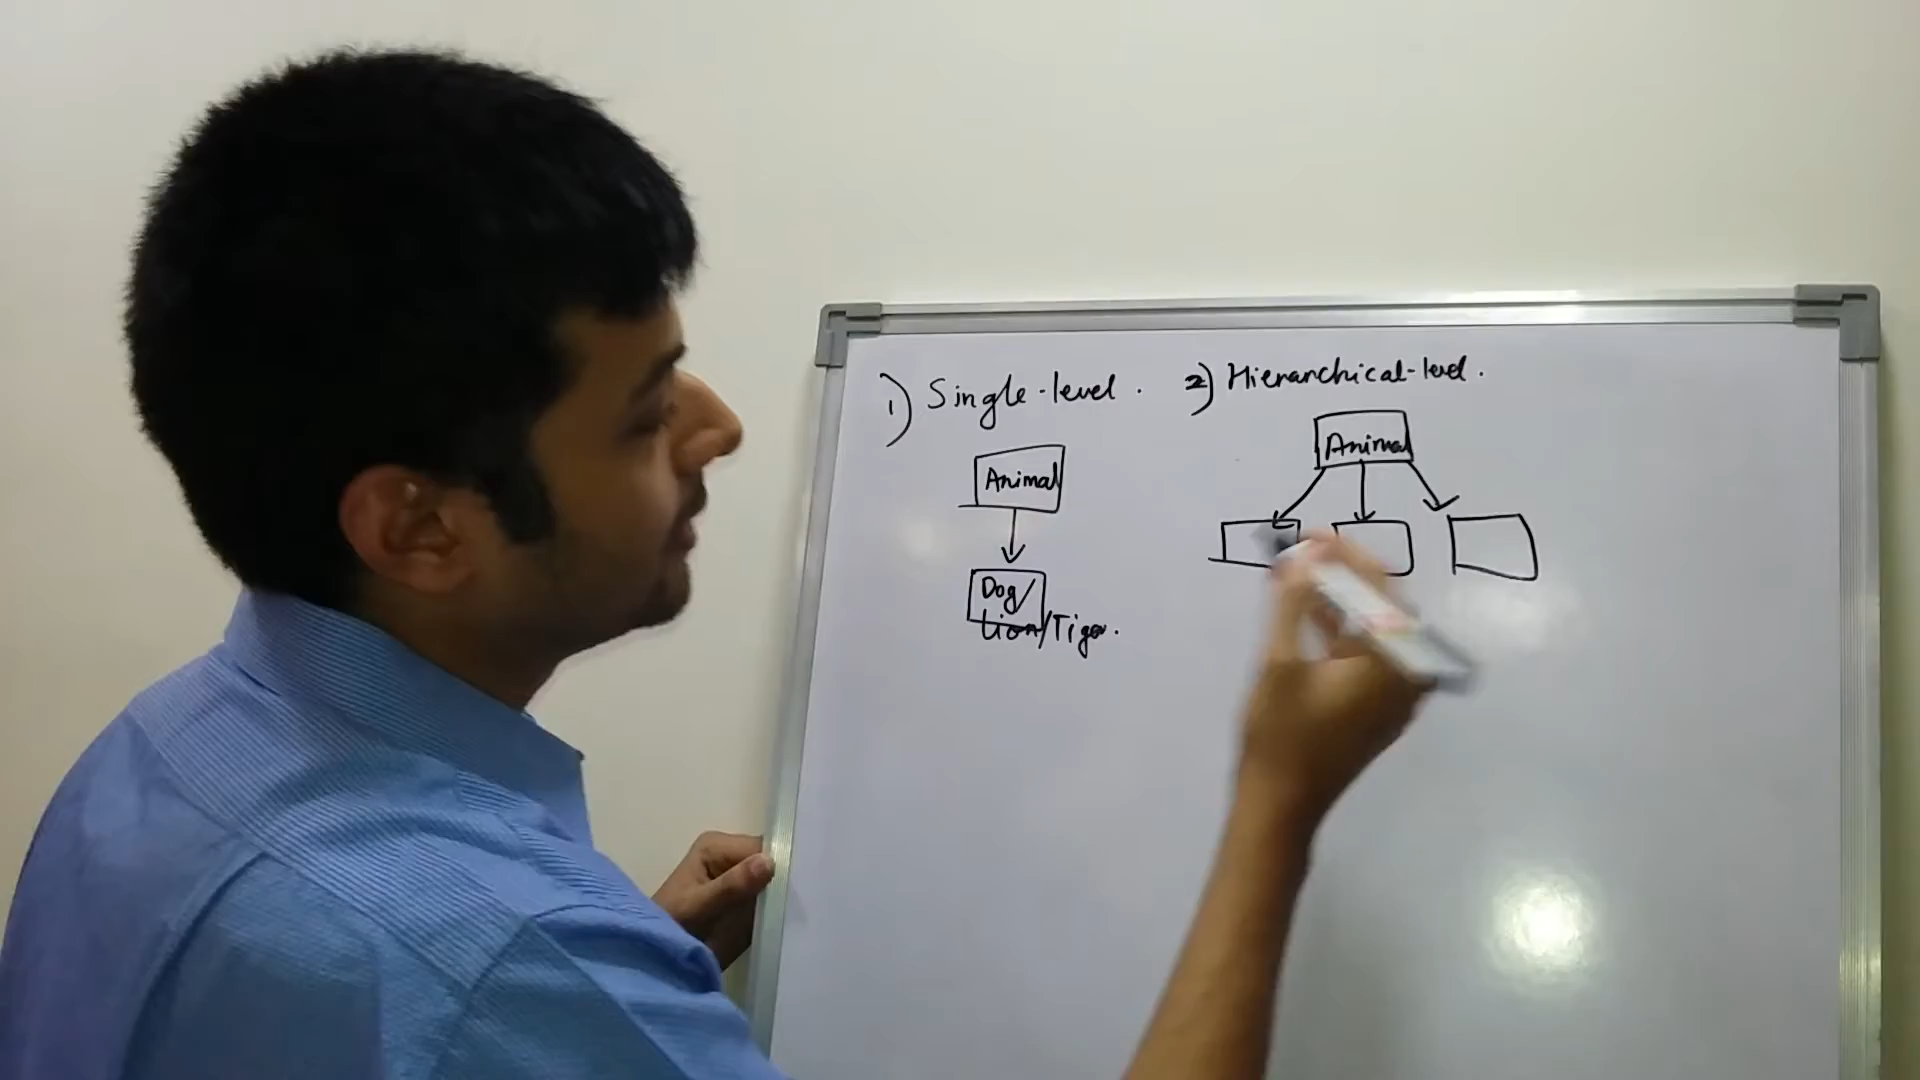 1) Single-level.
Animal
Dog/
Lion/Tiger.
2) Hierarchical-level.
Animal